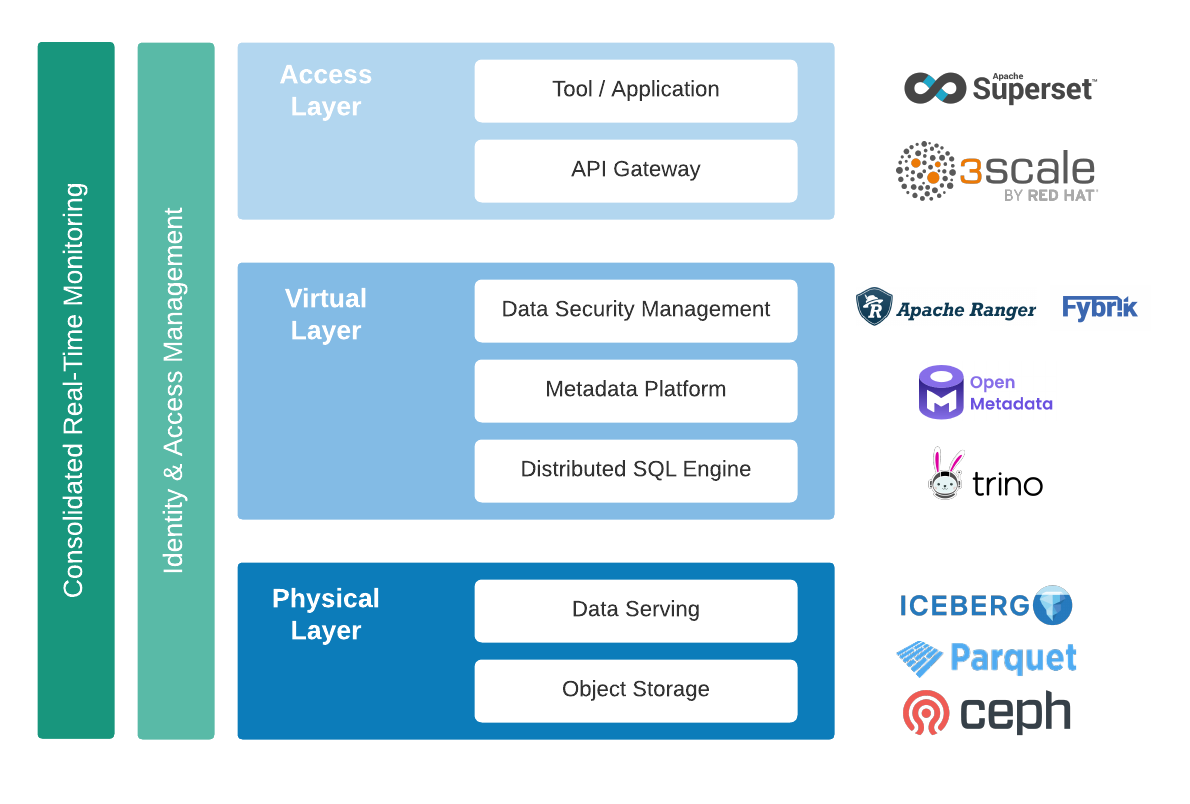 Consolidated Real-Time Monitoring
Identity & Access Management
Access
Layer
Tool / Application
API Gateway
Apache
Superset™
3scale
BY RED HAT
Virtual
Layer
Data Security Management
Metadata Platform
Distributed SQL Engine
R
Apache Ranger
Fybrik
Open
Metadata
trino
Physical
Layer
Data Serving
Object Storage
ICEBERG
Parquet
ceph